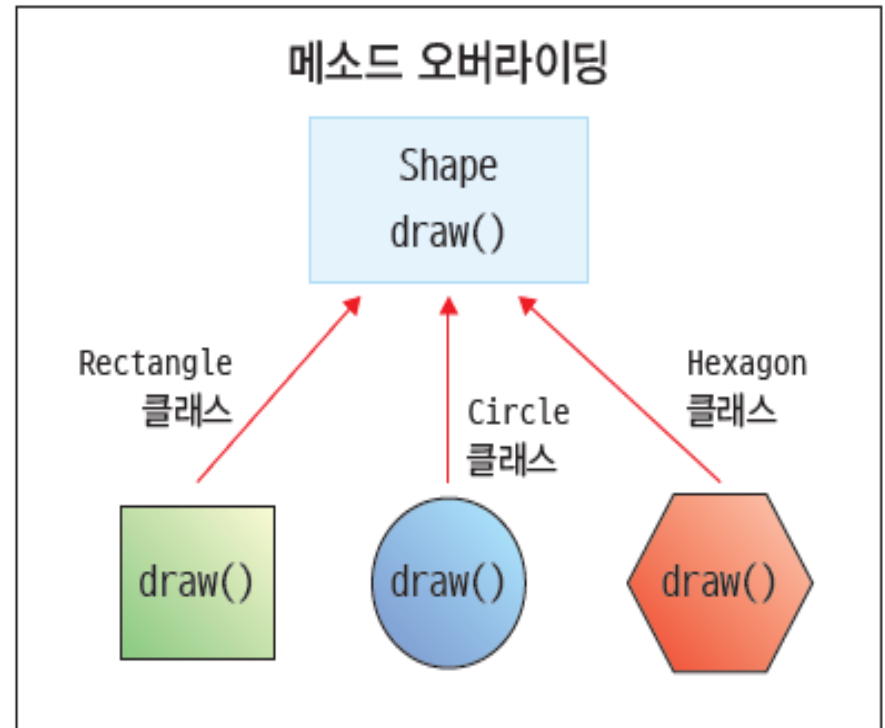 메소드 오버라이딩
Shape
draw()
Rectangle
클래스
Circle
클래스
Hexagon
클래스
draw()
draw()
draw()